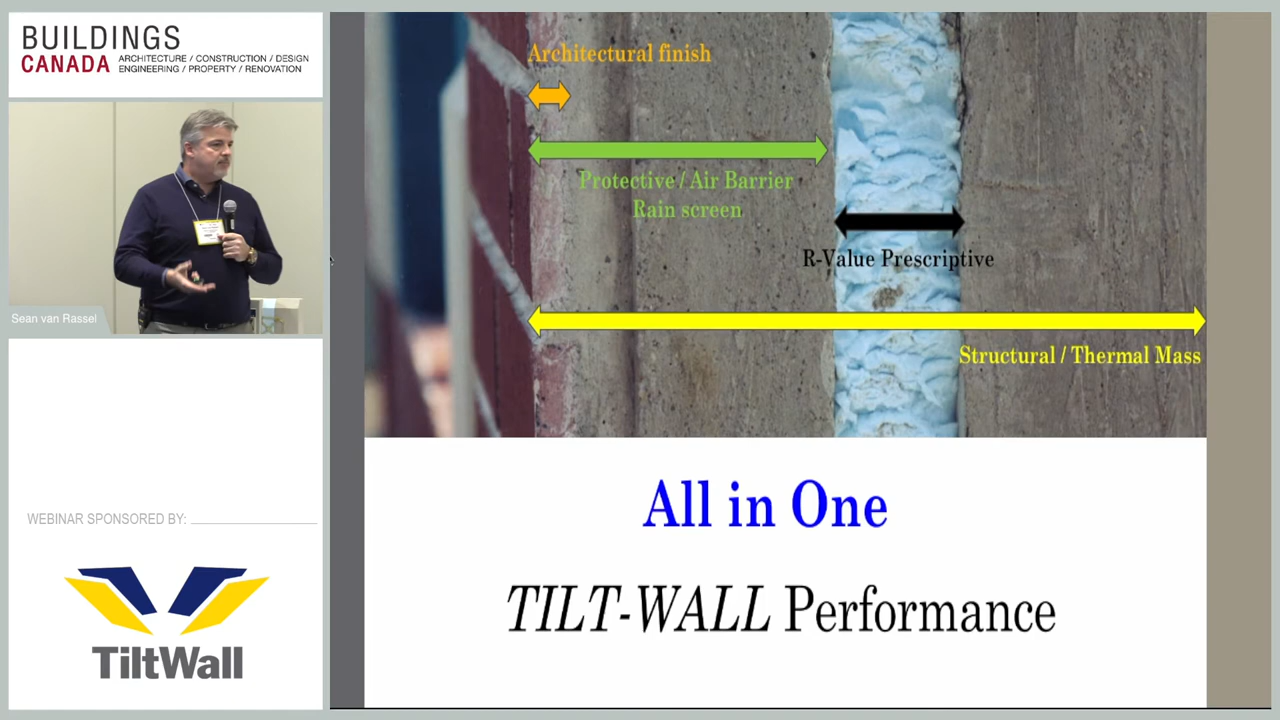 BUILDINGS
CANADA
ARCHITECTURE / CONSTRUCTION / DESIGN
ENGINEERING / PROPERTY / RENOVATION
Sean van Rassel
WEBINAR SPONSORED BY:
TiltWall
Architectural finish
Protective / Air Barrier
Rain screen
R-Value Prescriptive
Structural / Thermal Mass
All in One
TILT-WALL Performance